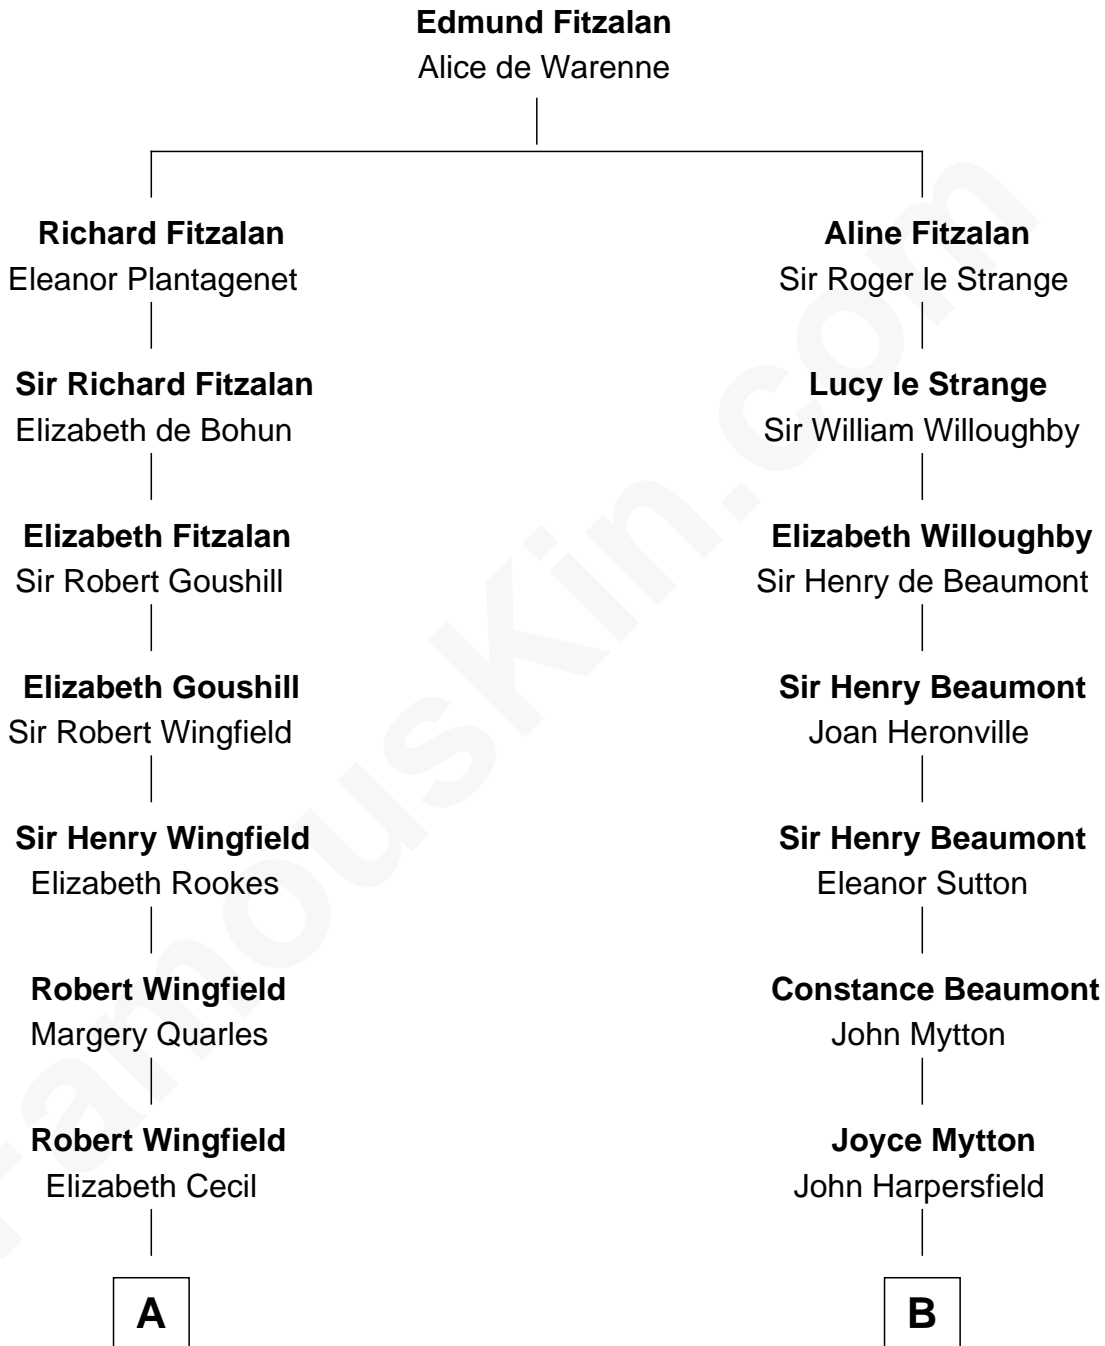 Edmund Fitzalan
Alice de Warenne
Richard Fitzalan
Eleanor Plantagenet
Aline Fitzalan
Sir Roger le Strange
Sir Richard Fitzalan
Elizabeth de Bohun
Lucy le Strange
Sir William Willoughby
Elizabeth Fitzalan
Sir Robert Goushill
Elizabeth Willoughby
Sir Henry de Beaumont
Elizabeth Goushill
Sir Robert Wingfield
Sir Henry Beaumont
Joan Heronville
Sir Henry Wingfield
Elizabeth Rookes
Sir Henry Beaumont
Eleanor Sutton
Robert Wingfield
Margery Quarles
Constance Beaumont
John Mytton
Robert Wingfield
Elizabeth Cecil
Joyce Mytton
John Harpersfield
A
B
FamousKin.com